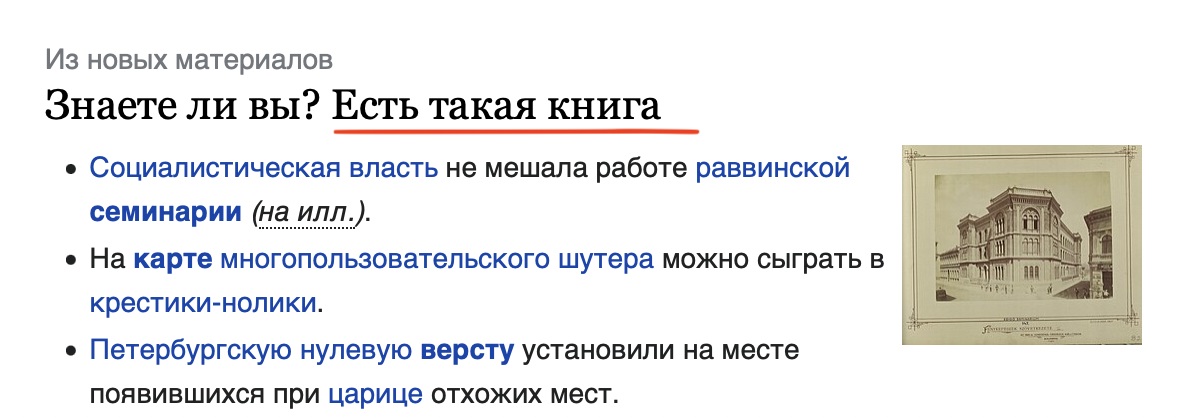 Из новых материалов
Знаете ли вы? Есть такая книга
Социалистическая власть не мешала работе раввинской
семинарии (на илл.).
На карте многопользовательского шутера можно сыграть в
крестики-нолики.
Петербургскую нулевую версту установили на месте
появившихся при царице отхожих мест.